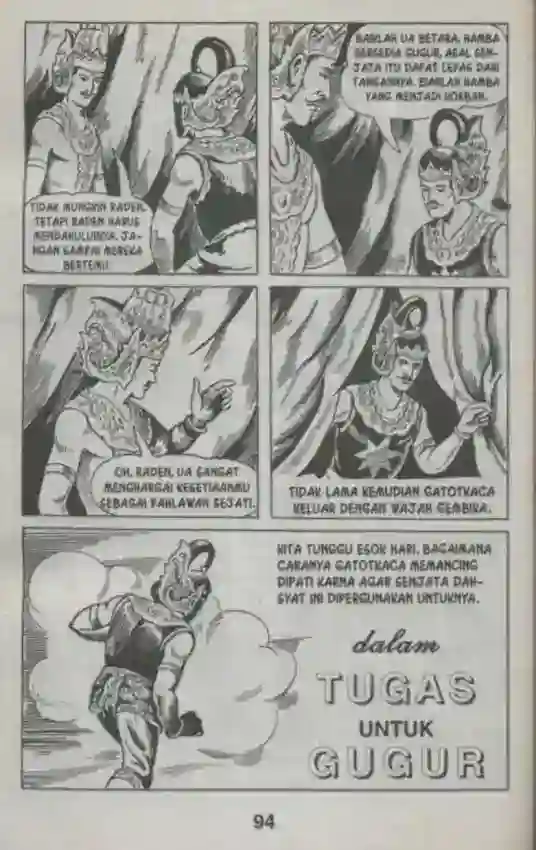 TIDAK MUNGKIN RADEN,
TETAPI RADEN HARUS
MENDAHULUINYA. JA-
NGAN SAMPAI MEREKA
BERTEMU.
BIARLAH UA BETARA, HAMBA
BERSEDIA GUGUR, ASAL SEN-
JATA ITU DAPAT LEPAS DARI
TANGANNYA. BIARLAH HAMBA
YANG MENJADI KORBAN.
OH, RADEN, UA SANGAT
MENGHARGAI KESETIAANMU
SEBAGAI PAHLAWAN SEJATI.
TIDAK LAMA KEMUDIAN GATOTKACA
KELUAR DENGAN WAJAH GEMBIRA.
KITA TUNGGU ESOK HARI, BAGAIMANA
CARANYA GATOTKACA MEMANCING
DIPATI KARNA AGAR SENJATA DAH-
SYAT INI DIPERGUNAKAN UNTUKNYA.
dalam
TUGAS
UNTUK
GUGUR
94